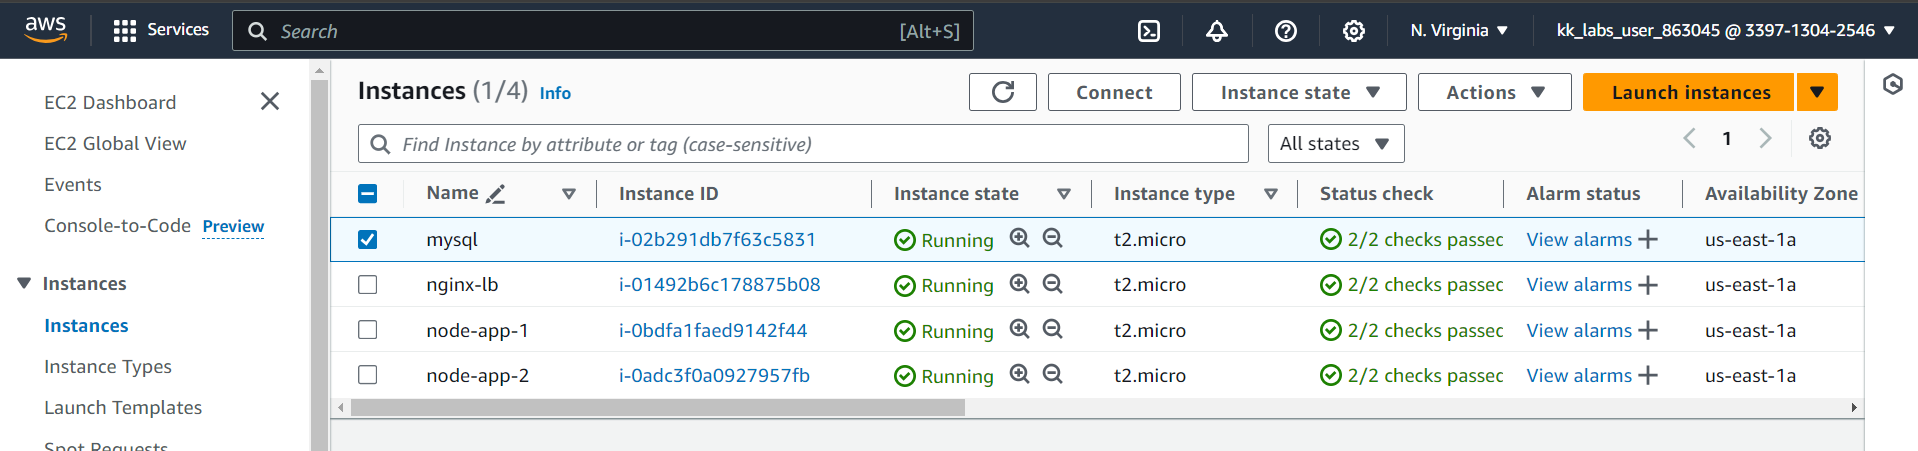 aws Services Search [Alt+S] N. Virginia kk_labs_user_863045 @ 3397-1304-2546
EC2 Dashboard
EC2 Global View
Events
Console-to-Code Preview
Instances
Instances
Instance Types
Launch Templates
Spot Requests
Instances (1/4) Info Connect Instance state Actions Launch instances
Find Instance by attribute or tag (case-sensitive) All states 1
Name Instance ID Instance state Instance type Status check Alarm status Availability Zone
mysql i-02b291db7f63c5831 Running t2.micro 2/2 checks passec View alarms + us-east-1a
nginx-lb i-01492b6c178875b08 Running t2.micro 2/2 checks passec View alarms + us-east-1a
node-app-1 i-0bdfa1faed9142f44 Running t2.micro 2/2 checks passec View alarms + us-east-1a
node-app-2 i-0adc3f0a0927957fb Running t2.micro 2/2 checks passec View alarms + us-east-1a